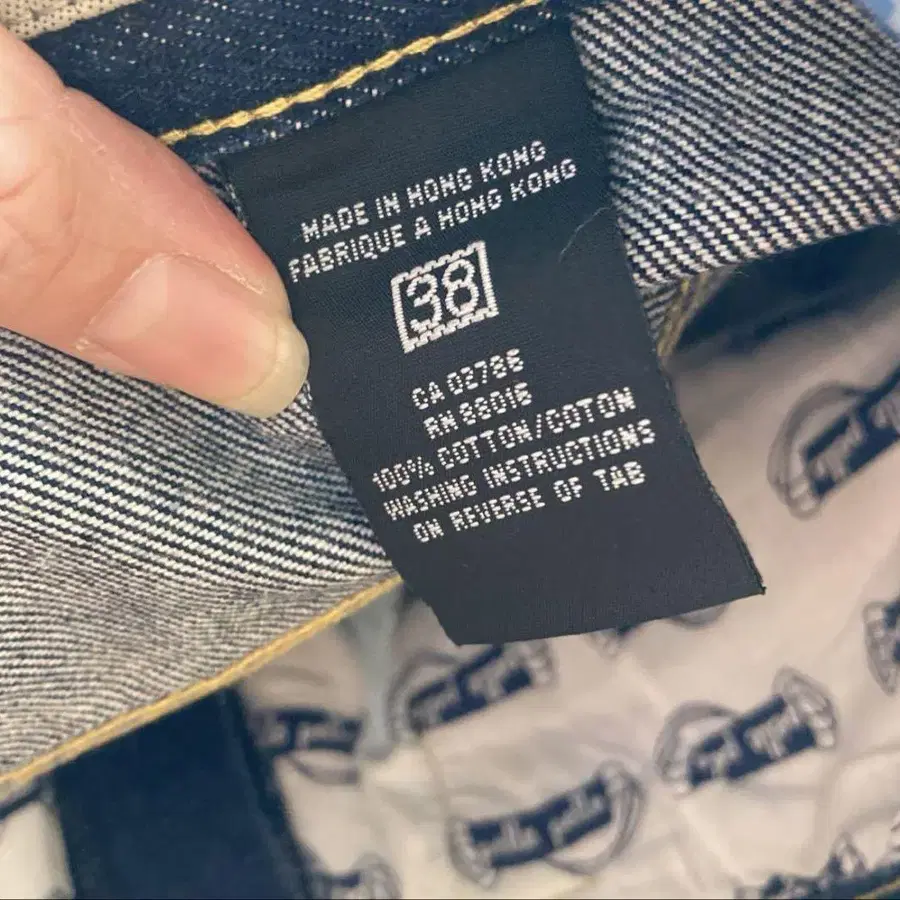 MADE IN HONG KONG
FABRIQUE A HONG KONG
38
CA 02786
RN 88016
100% COTTON/COTON
WASHING INSTRUCTIONS
ON REVERSE OF TAB